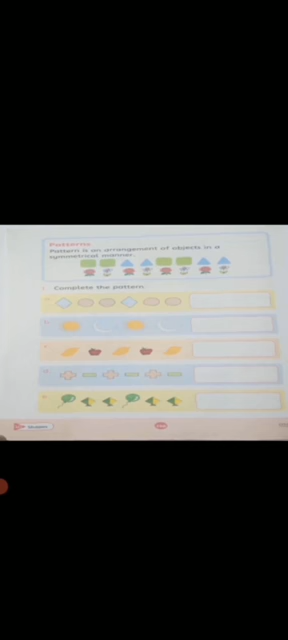 Patterns
Pattern is an arrangement of objects in a
symmetrical manner.
Complete the pattern: